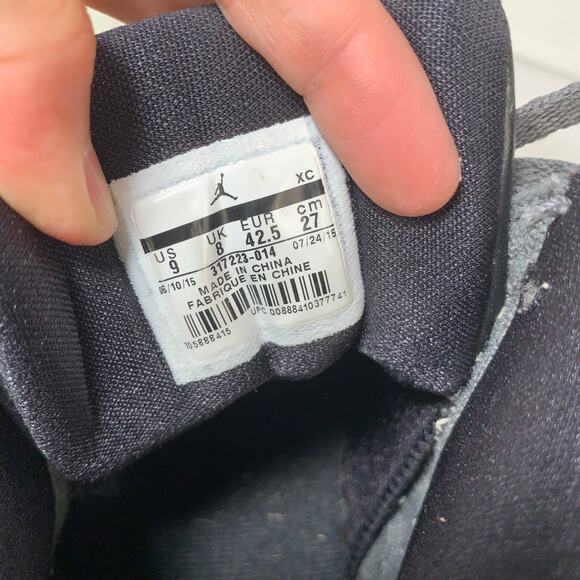 XC
US UK EUR cm
9 8 42.5 27
06/10/15 317223-014 07/24/15
MADE IN CHINA
FABRIQUE EN CHINE
105888415 UPC 00888410377741